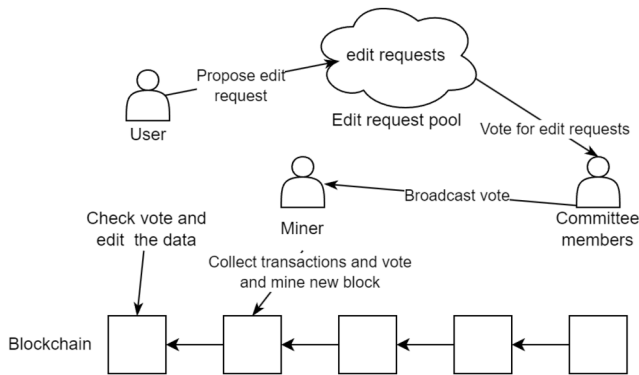 edit requests
Propose edit
request
Edit request pool
User
Vote for edit requests
Broadcast vote
Miner
Committee
members
Check vote and
edit the data
Collect transactions and vote
and mine new block
Blockchain